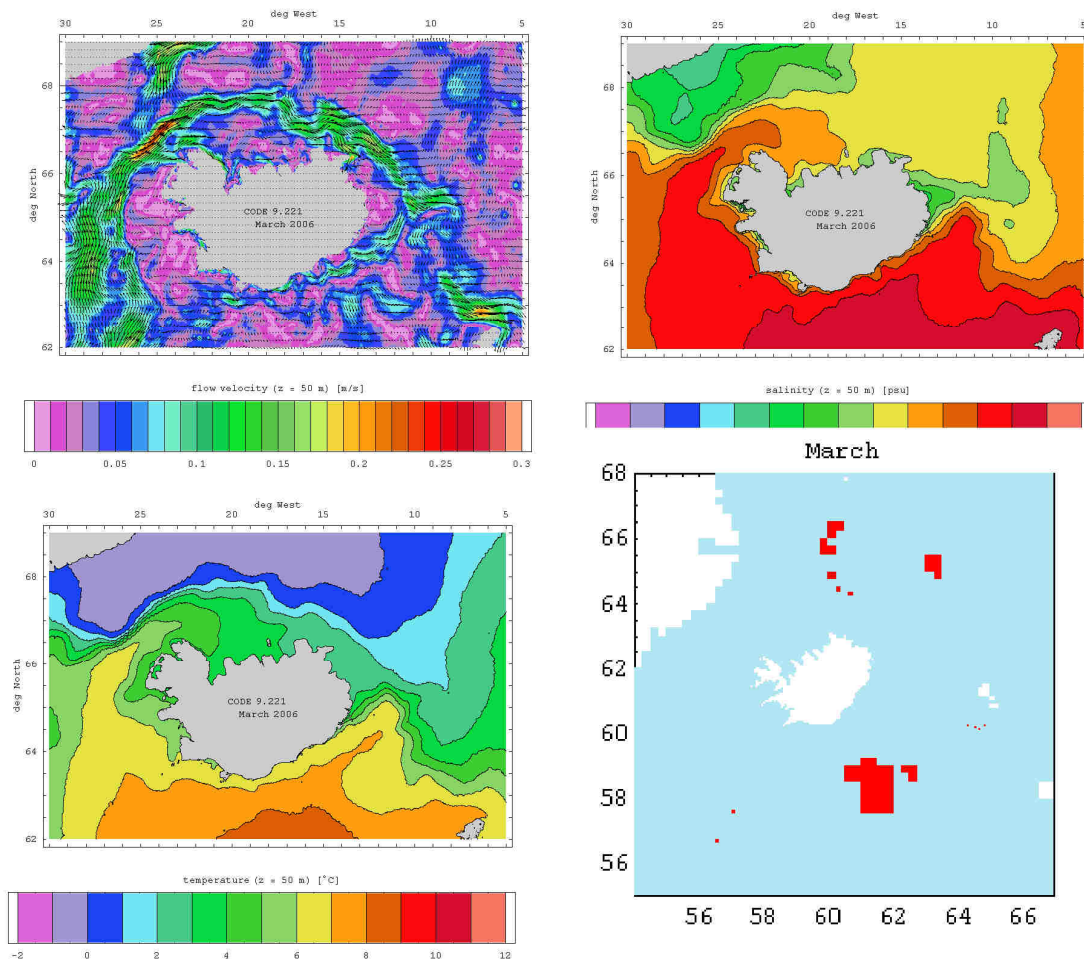 deg West
30 25 20 15 10 5
deg North
68
66
64
62
CODE 9.221
March 2006
flow velocity (z = 50 m) [m/s]
0 0.05 0.1 0.15 0.2 0.25 0.3
deg West
30 25 20 15 10 5
deg North
68
66
64
62
CODE 9.221
March 2006
salinity (z = 50 m) [psu]
deg West
30 25 20 15 10 5
deg North
68
66
64
62
CODE 9.221
March 2006
temperature (z = 50 m) [°C]
-2 0 2 4 6 8 10 12
March
68
66
64
62
60
58
56
56 58 60 62 64 66